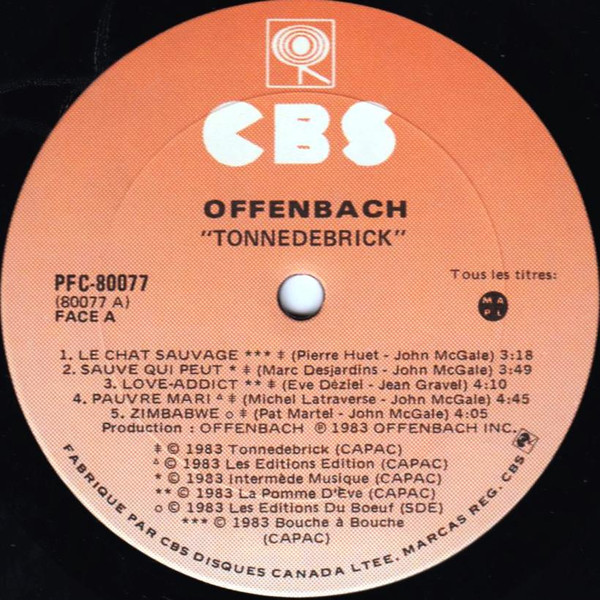 CBS
OFFENBACH
"TONNEDEBRICK"
PFC-80077
(80077 A)
FACE A
Tous les titres:
M A
P L
1. LE CHAT SAUVAGE *** ‡ (Pierre Huet - John McGale) 3:18
2. SAUVE QUI PEUT * ‡ (Marc Desjardins - John McGale) 3:49
3. LOVE-ADDICT ** ‡ (Eve Déziel - Jean Gravel) 4:10
4. PAUVRE MARI ∆ ‡ (Michel Latraverse - John McGale) 4:45
5. ZIMBABWE o ‡ (Pat Martel - John McGale) 4:05
Production : OFFENBACH ℗ 1983 OFFENBACH INC.
‡ © 1983 Tonnedebrick (CAPAC)
∆ © 1983 Les Editions Edition (CAPAC)
* © 1983 Intermède Musique (CAPAC)
** © 1983 La Pomme D'Ève (CAPAC)
o © 1983 Les Editions Du Boeuf (SDE)
*** © 1983 Bouche à Bouche
(CAPAC)
FABRIQUE PAR CBS DISQUES CANADA LTEE. MARCAS REG. CBS